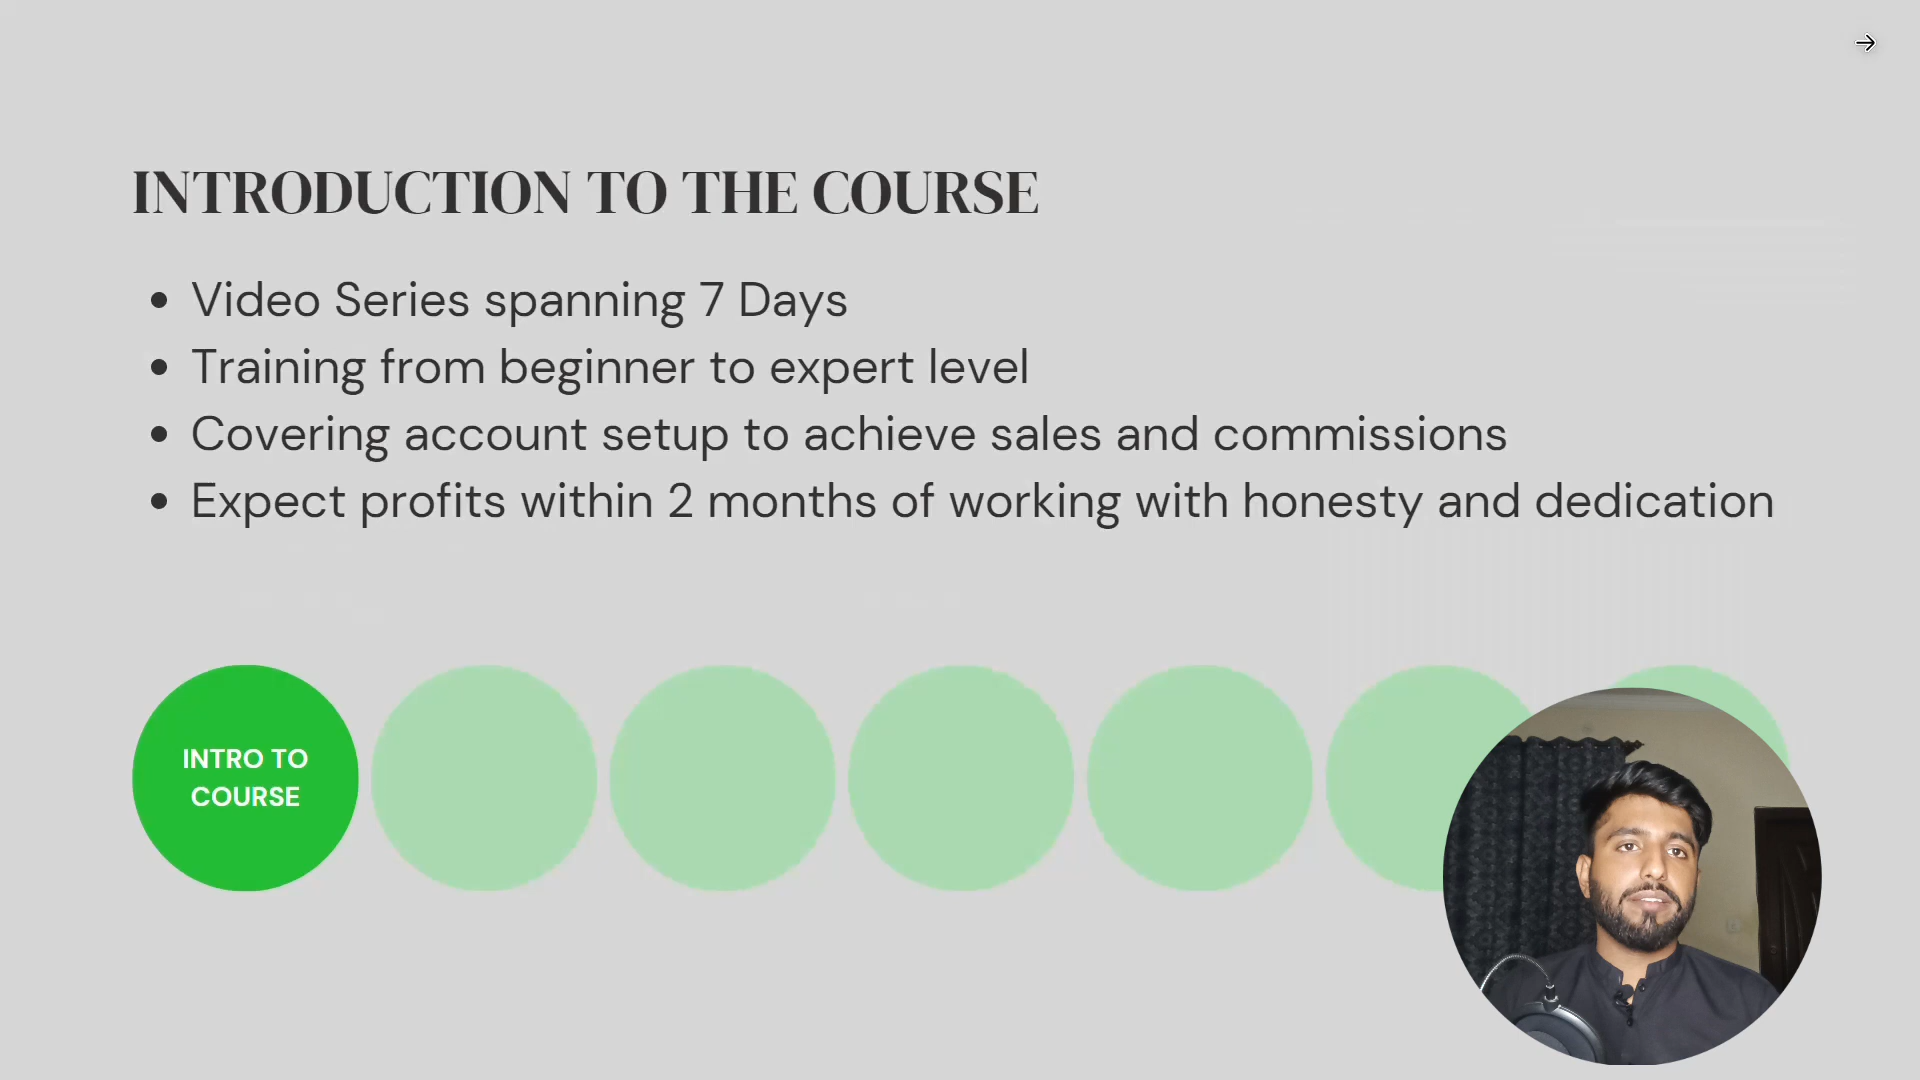 INTRODUCTION TO THE COURSE
Video Series spanning 7 Days
Training from beginner to expert level
Covering account setup to achieve sales and commissions
Expect profits within 2 months of working with honesty and dedication
INTRO TO
COURSE